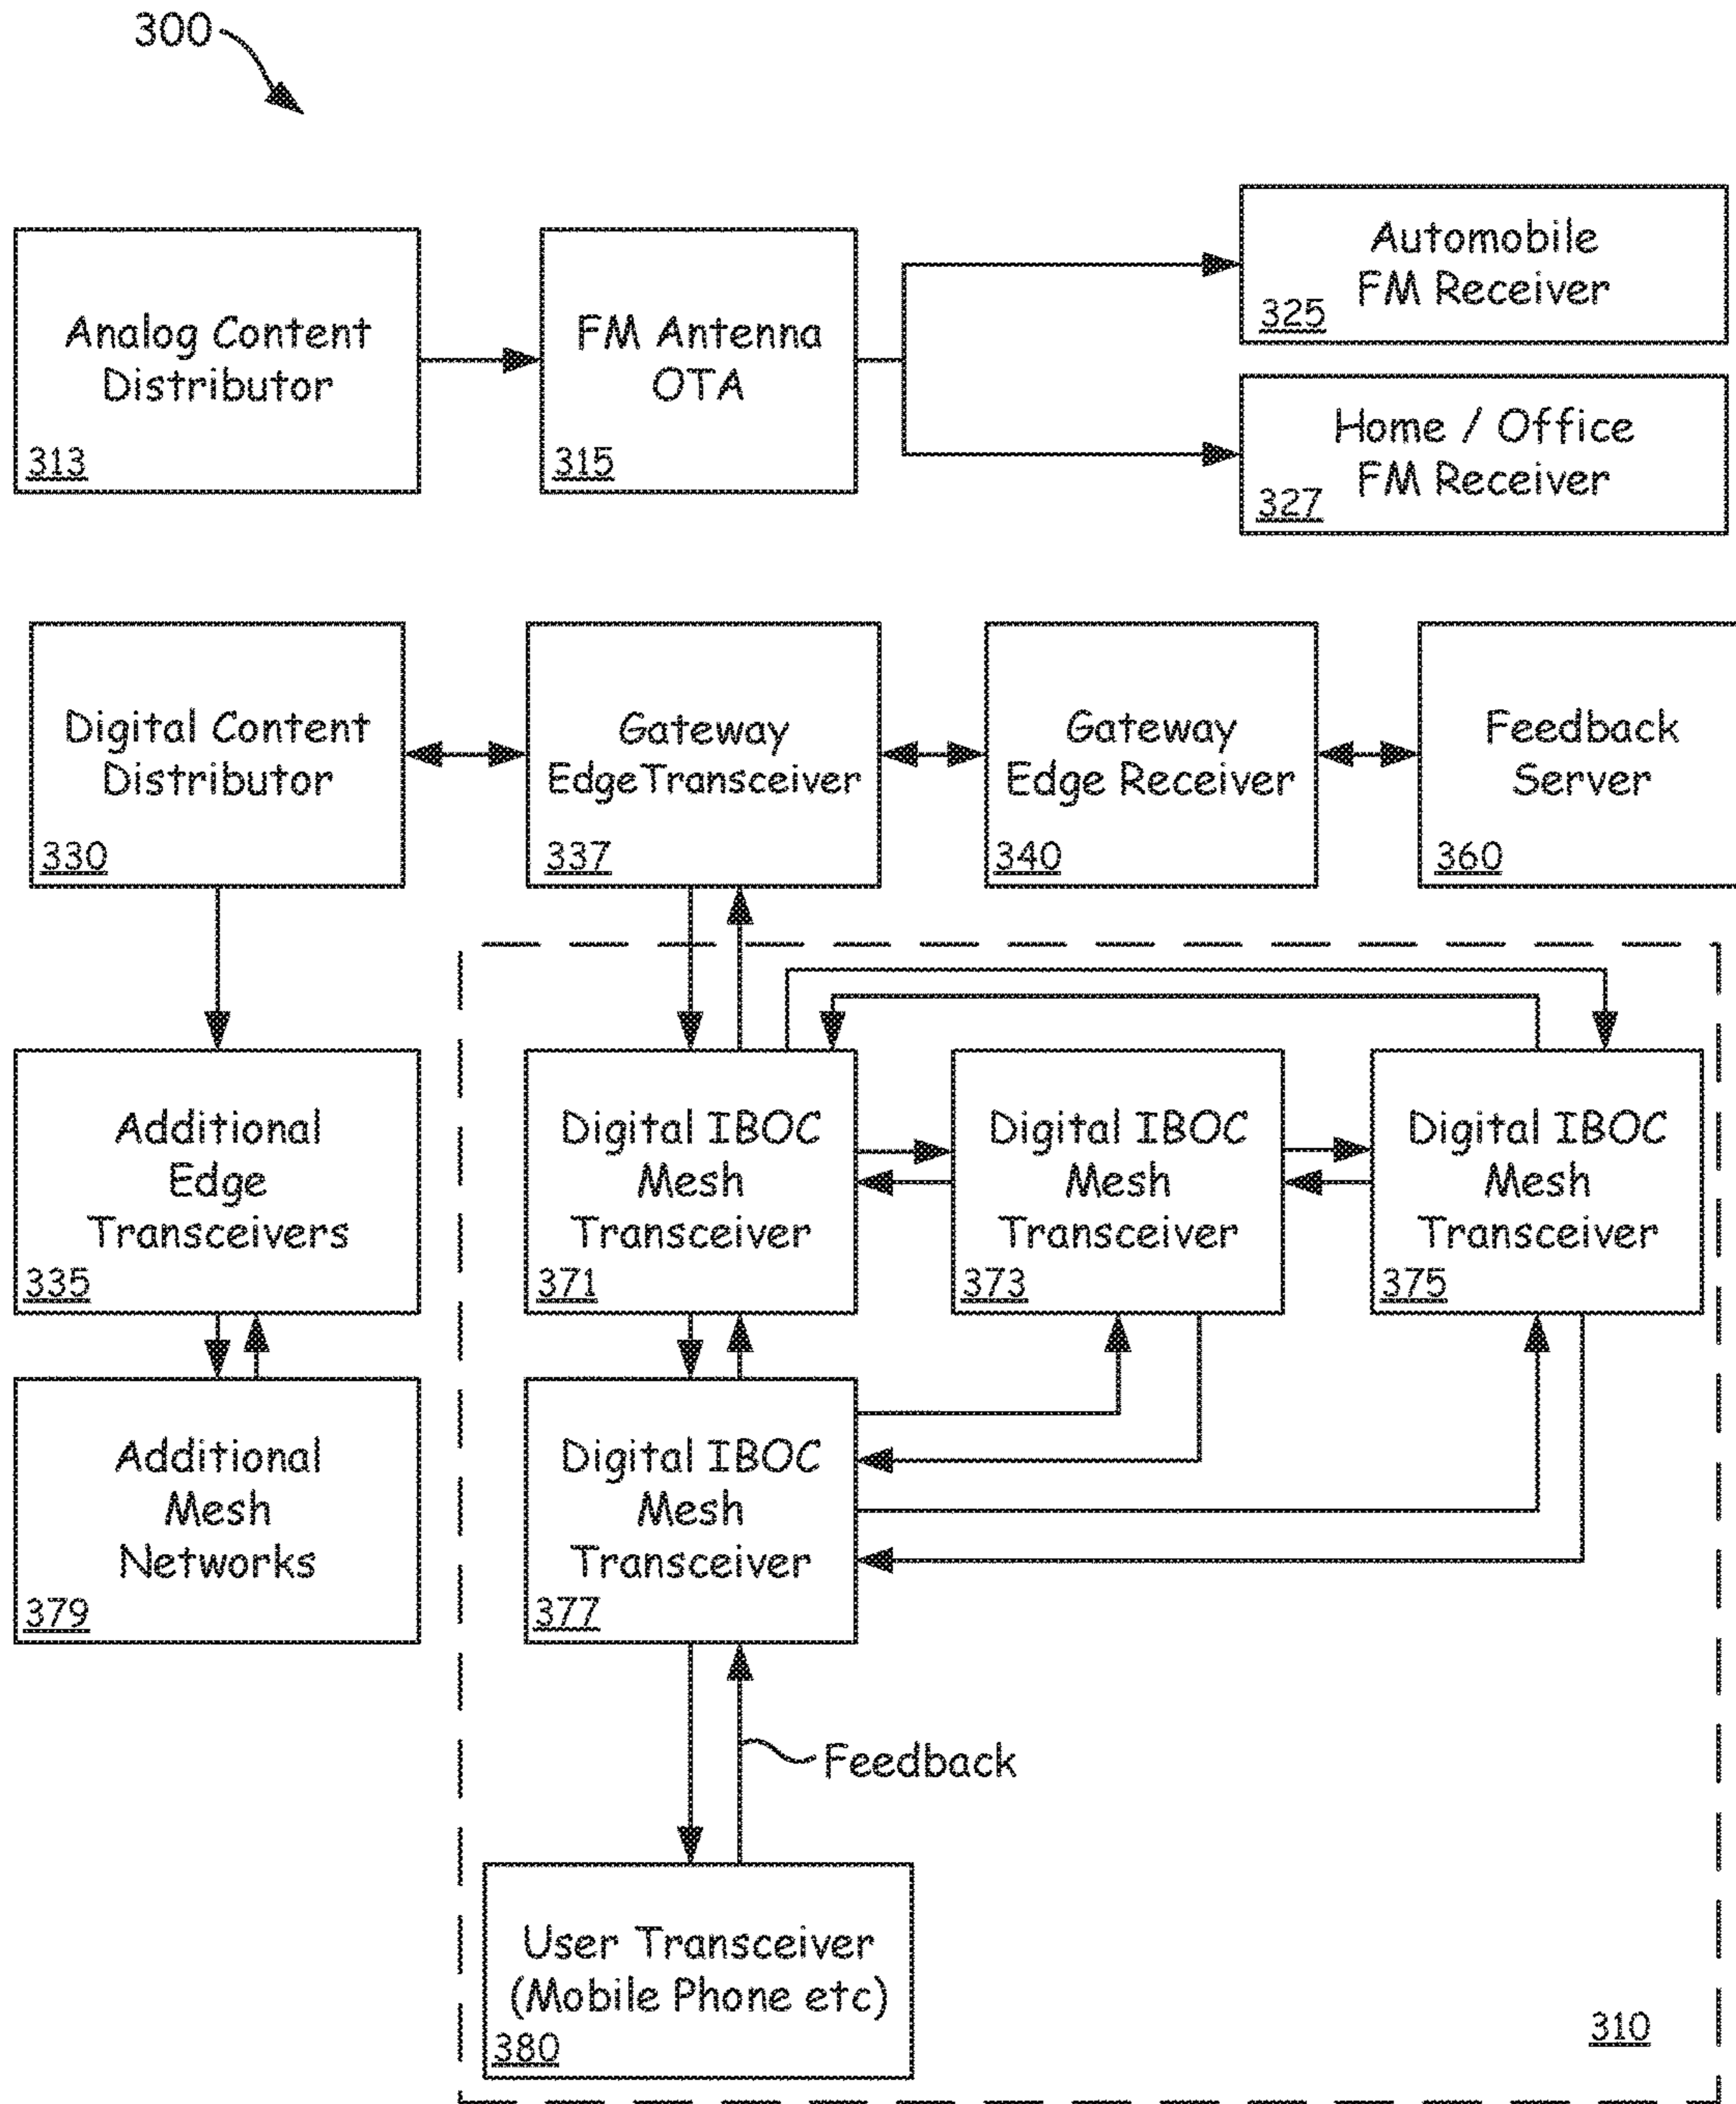 300
Analog Content
Distributor
313
FM Antenna
OTA
315
Automobile
FM Receiver
325
Home / Office
FM Receiver
327
Digital Content
Distributor
330
Gateway
EdgeTransceiver
337
Gateway
Edge Receiver
340
Feedback
Server
360
Additional
Edge
Transceivers
335
Digital IBOC
Mesh
Transceiver
371
Digital IBOC
Mesh
Transceiver
373
Digital IBOC
Mesh
Transceiver
375
Additional
Mesh
Networks
379
Digital IBOC
Mesh
Transceiver
377
Feedback
User Transceiver
(Mobile Phone etc)
380
310